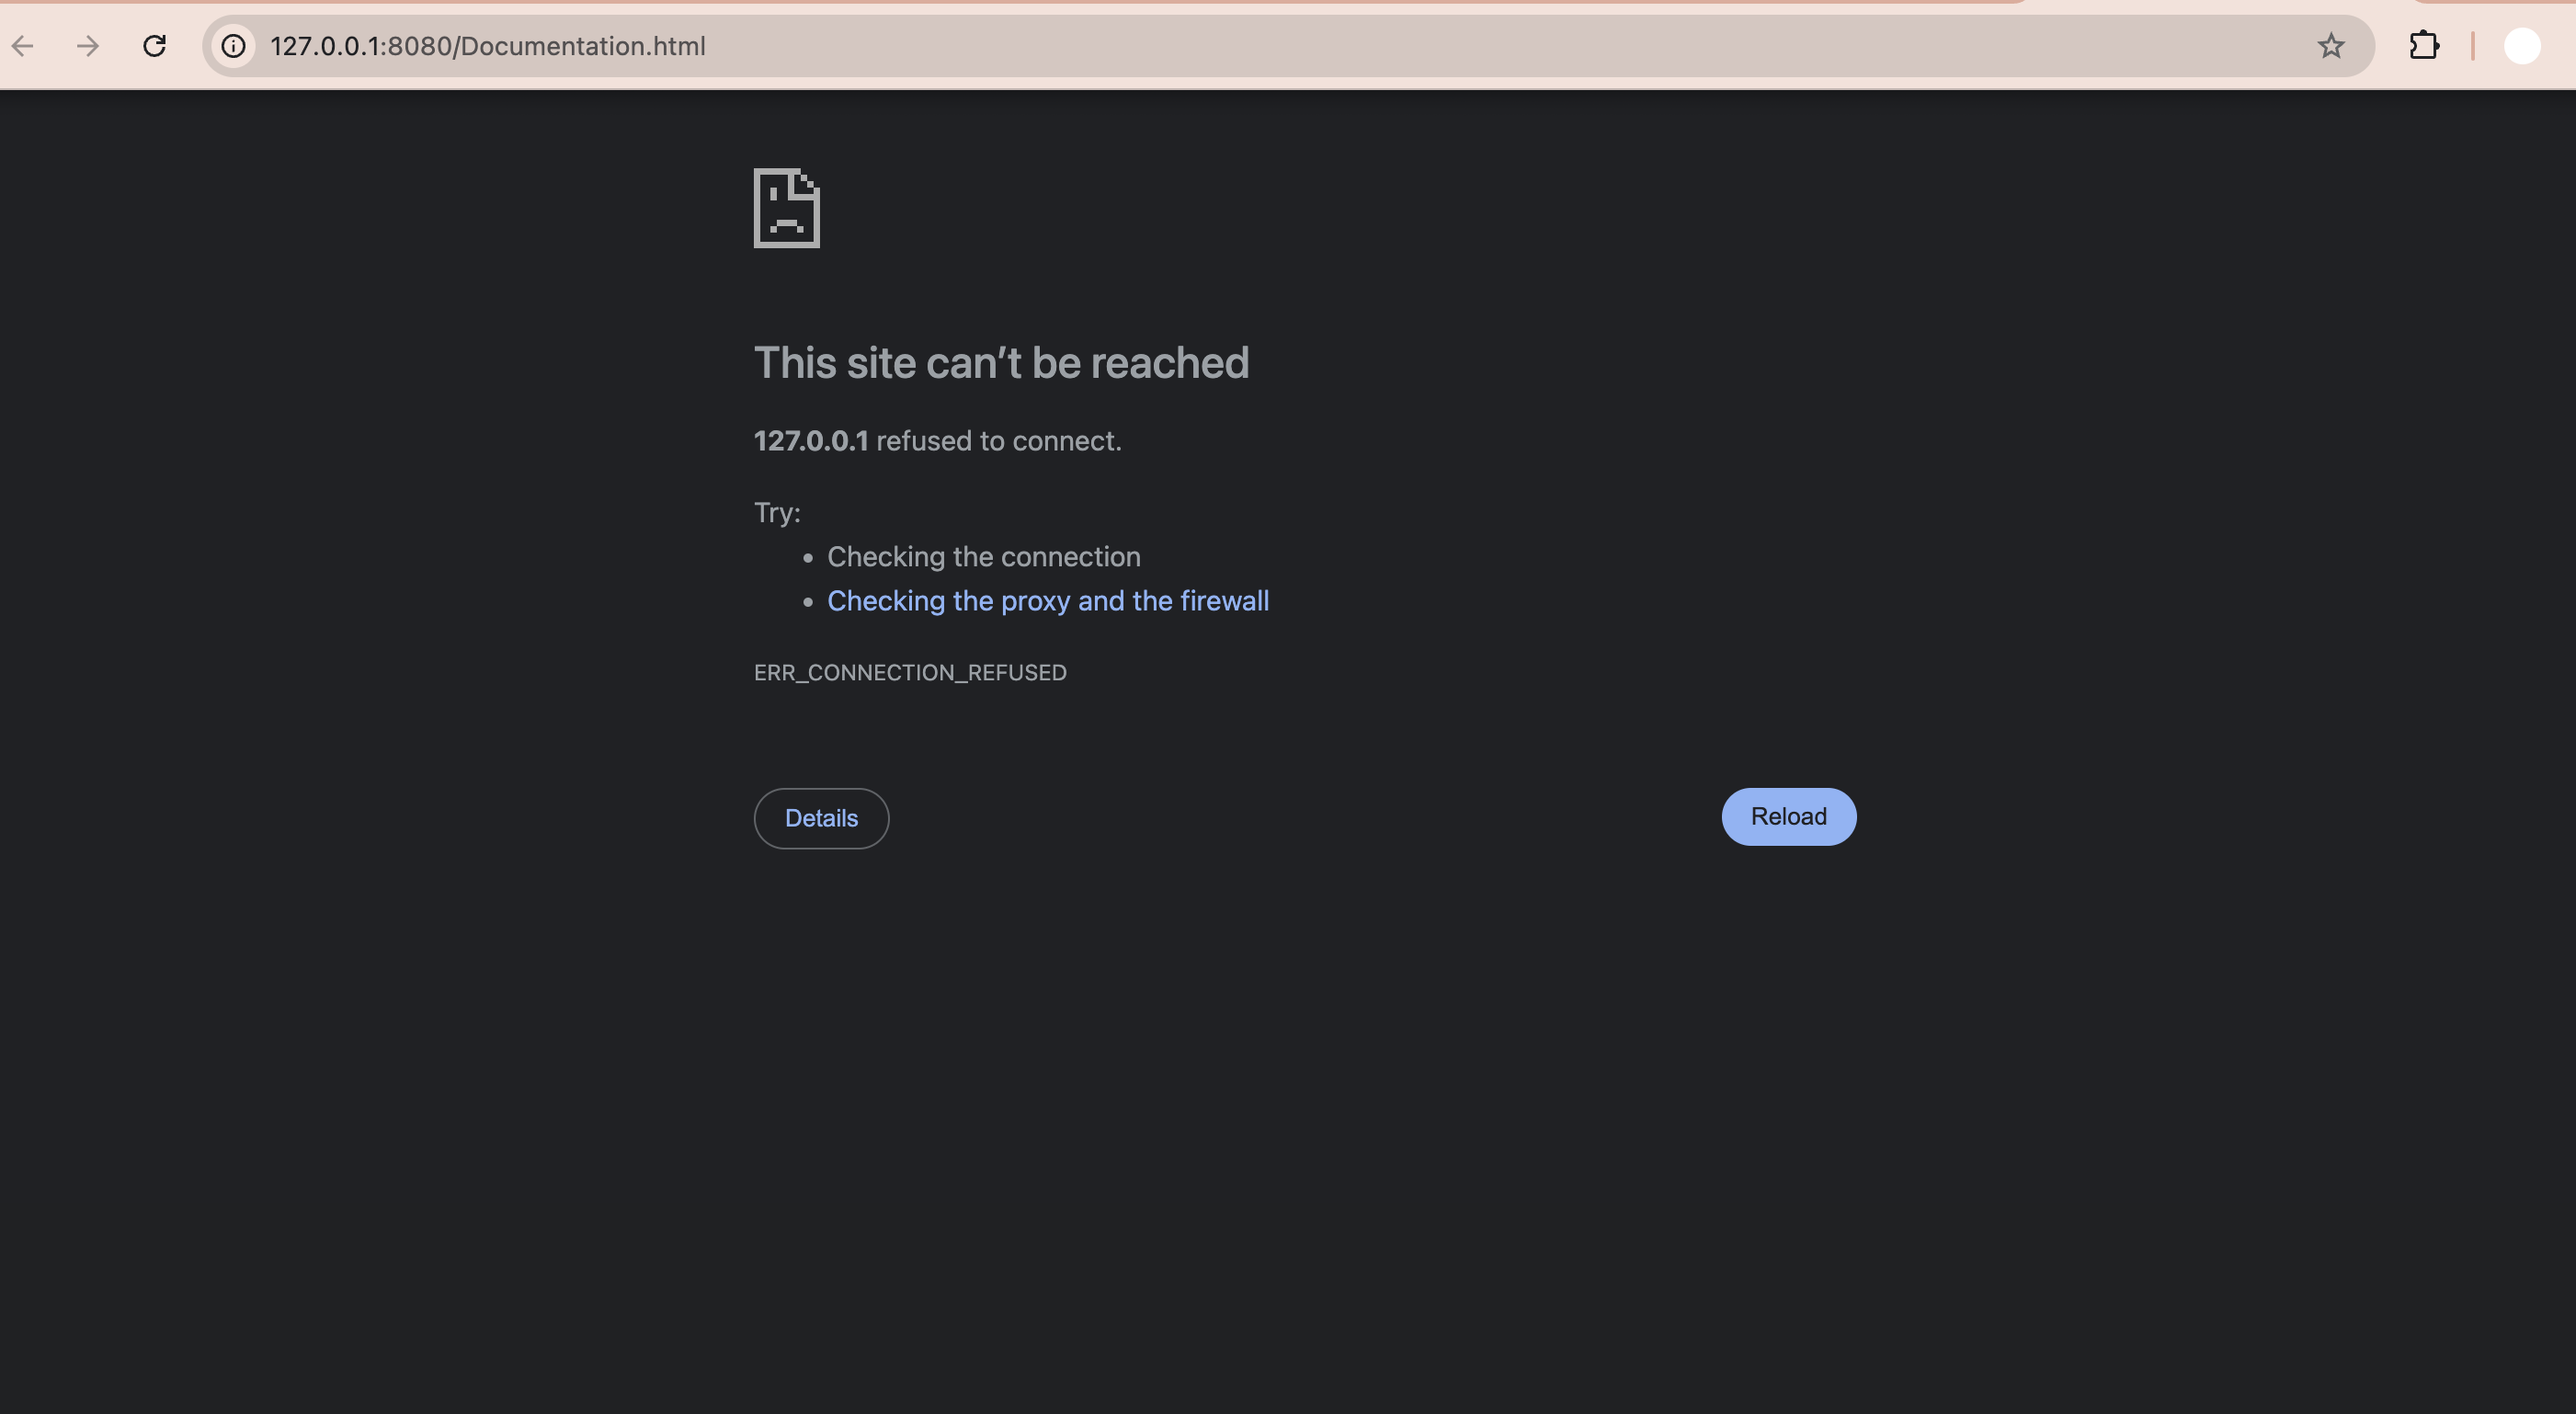 127.0.0.1:8080/Documentation.html
This site can’t be reached
127.0.0.1 refused to connect.
Try:
• Checking the connection
• Checking the proxy and the firewall
ERR_CONNECTION_REFUSED
Details
Reload